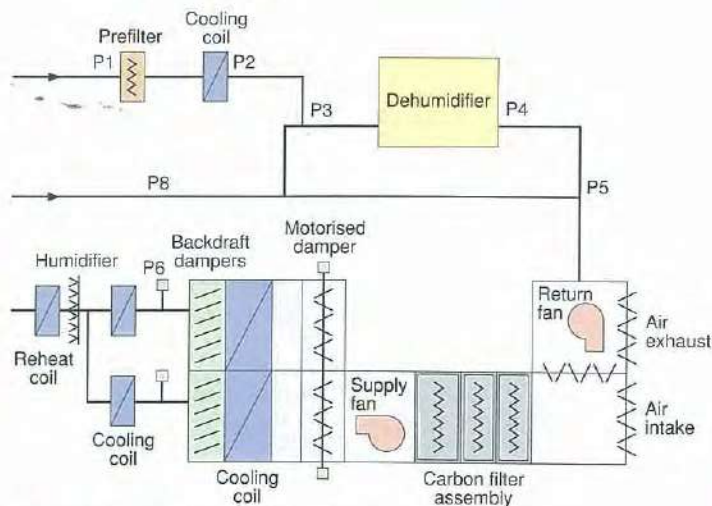 Cooling
coil
Prefilter
P1
P2
P3
Dehumidifier
P4
P8
P5
Motorised
damper
Backdraft
dampers
Humidifier
P6
Reheat
coil
Return
fan
Air
exhaust
Supply
fan
Air
intake
Cooling
coil
Cooling
coil
Carbon filter
assembly